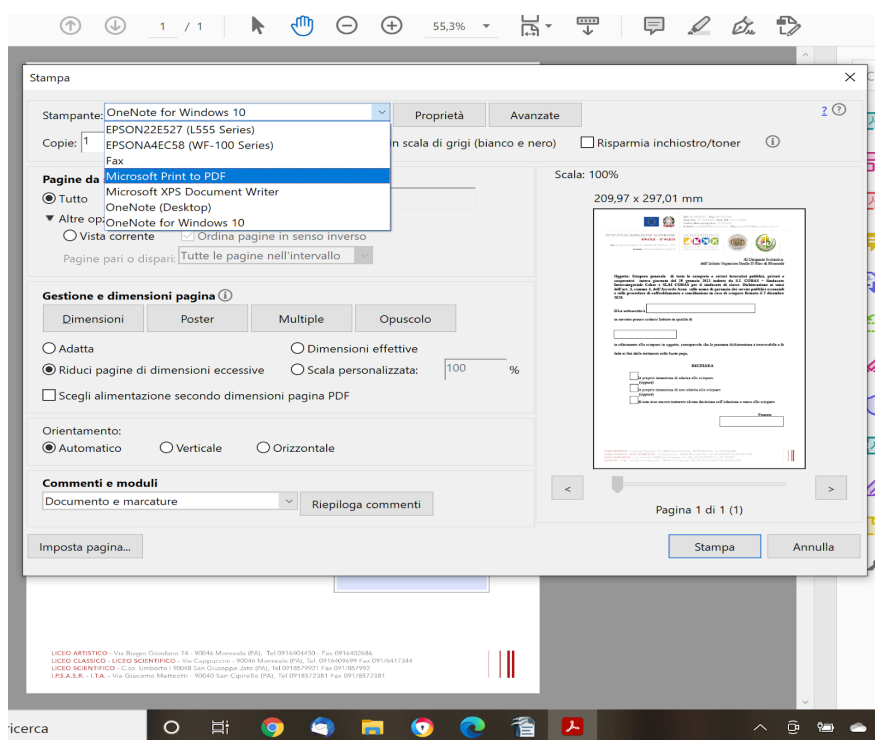 1 / 1 55,3%
Stampa
Stampante: OneNote for Windows 10 Proprietà Avanzate ?
EPSON22E527 (L555 Series)
Copie: 1 EPSONA4EC58 (WF-100 Series) in scala di grigi (bianco e nero) Risparmia inchiostro/toner
Fax
Pagine da Microsoft Print to PDF Scala: 100%
Tutto Microsoft XPS Document Writer 209,97 x 297,01 mm
OneNote (Desktop)
Altre op OneNote for Windows 10
Vista corrente Ordina pagine in senso inverso
Pagine pari o dispari: Tutte le pagine nell'intervallo
Gestione e dimensioni pagina
Dimensioni Poster Multiple Opuscolo
Adatta Dimensioni effettive
Riduci pagine di dimensioni eccessive Scala personalizzata: 100 %
Scegli alimentazione secondo dimensioni pagina PDF
DICHIARA
Orientamento:
Automatico Verticale Orizzontale
Commenti e moduli
Documento e marcature Riepiloga commenti
< >
Pagina 1 di 1 (1)
Imposta pagina... Stampa Annulla
LICEO ARTISTICO - Via Biagio Giordano 14 - 90046 Monreale (PA), Tel 0916404450 - Fax 0916402686
LICEO CLASSICO - LICEO SCIENTIFICO - Via Cappuccini - 90046 Monreale (PA), Tel. 0916409699 Fax 091/6417344
LICEO SCIENTIFICO - C.so Umberto I 90048 San Giuseppe Jato (PA), Tel 0918579921 Fax 091/857992
I.P.S.A.S.R. - I.T.A. - Via Giacomo Matteotti - 90040 San Cipirello (PA), Tel 0918572381 Fax 091/8572381
ricerca